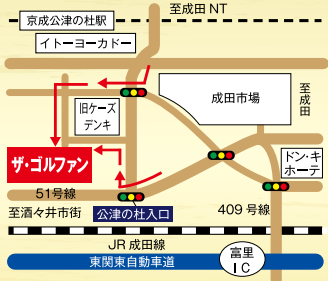 至成田 NT
京成公津の杜駅
イトーヨーカドー
旧ケーズ
デンキ
成田市場
至
成
田
ザ・ゴルファン
ドン・キ
ホーテ
51号線
至酒々井市街
公津の杜入口
409号線
JR成田線
富里
IC
東関東自動車道